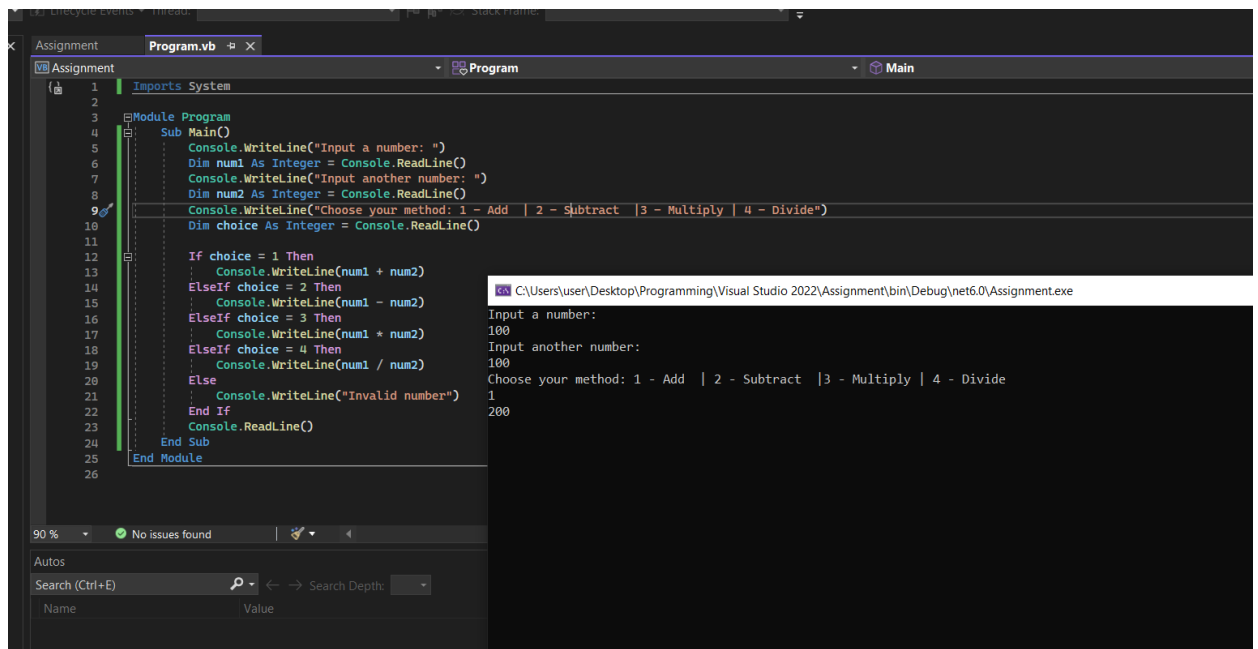 Lifecycle Events Thread: Stack Frame:
Assignment Program.vb
VB Assignment Program Main
1 Imports System
2
3 Module Program
4 Sub Main()
5 Console.WriteLine("Input a number: ")
6 Dim num1 As Integer = Console.ReadLine()
7 Console.WriteLine("Input another number: ")
8 Dim num2 As Integer = Console.ReadLine()
9 Console.WriteLine("Choose your method: 1 - Add  | 2 - Subtract  |3 - Multiply | 4 - Divide")
10 Dim choice As Integer = Console.ReadLine()
11
12 If choice = 1 Then
13 Console.WriteLine(num1 + num2)
14 ElseIf choice = 2 Then
15 Console.WriteLine(num1 - num2)
16 ElseIf choice = 3 Then
17 Console.WriteLine(num1 * num2)
18 ElseIf choice = 4 Then
19 Console.WriteLine(num1 / num2)
20 Else
21 Console.WriteLine("Invalid number")
22 End If
23 Console.ReadLine()
24 End Sub
25 End Module
26
C:\Users\user\Desktop\Programming\Visual Studio 2022\Assignment\bin\Debug\net6.0\Assignment.exe
Input a number:
100
Input another number:
100
Choose your method: 1 - Add  | 2 - Subtract  |3 - Multiply | 4 - Divide
1
200
90 % No issues found
Autos
Search (Ctrl+E) Search Depth:
Name Value